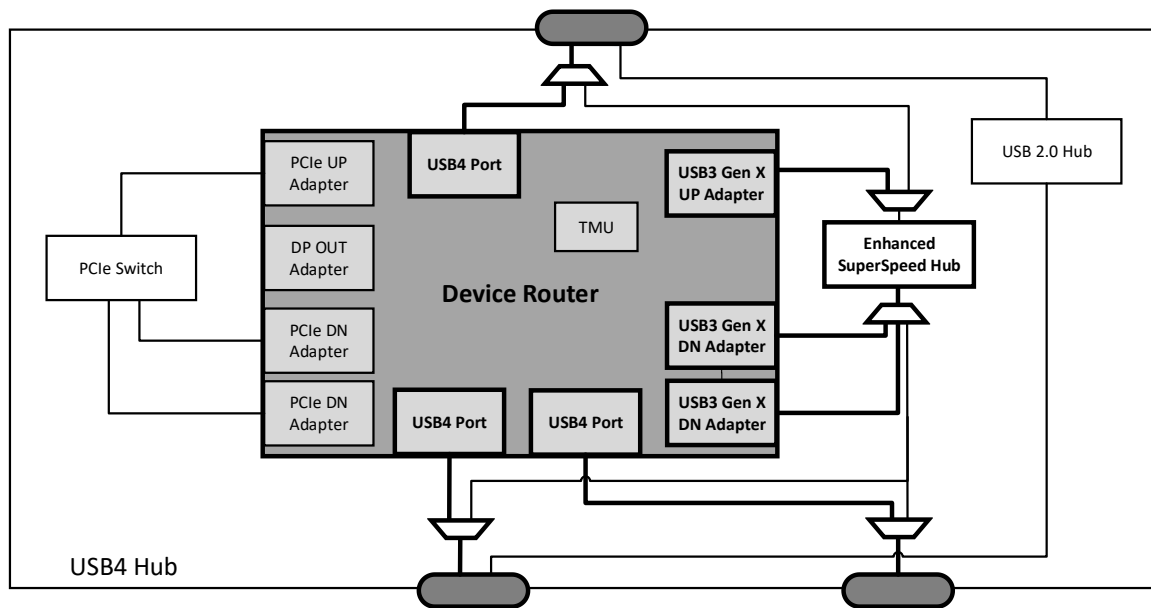 USB4 Port
PCIe UP
Adapter
USB3 Gen X
UP Adapter
USB 2.0 Hub
TMU
DP OUT
Adapter
Enhanced
SuperSpeed Hub
PCIe Switch
Device Router
PCIe DN
Adapter
USB3 Gen X
DN Adapter
PCIe DN
Adapter
USB4 Port
USB4 Port
USB3 Gen X
DN Adapter
USB4 Hub